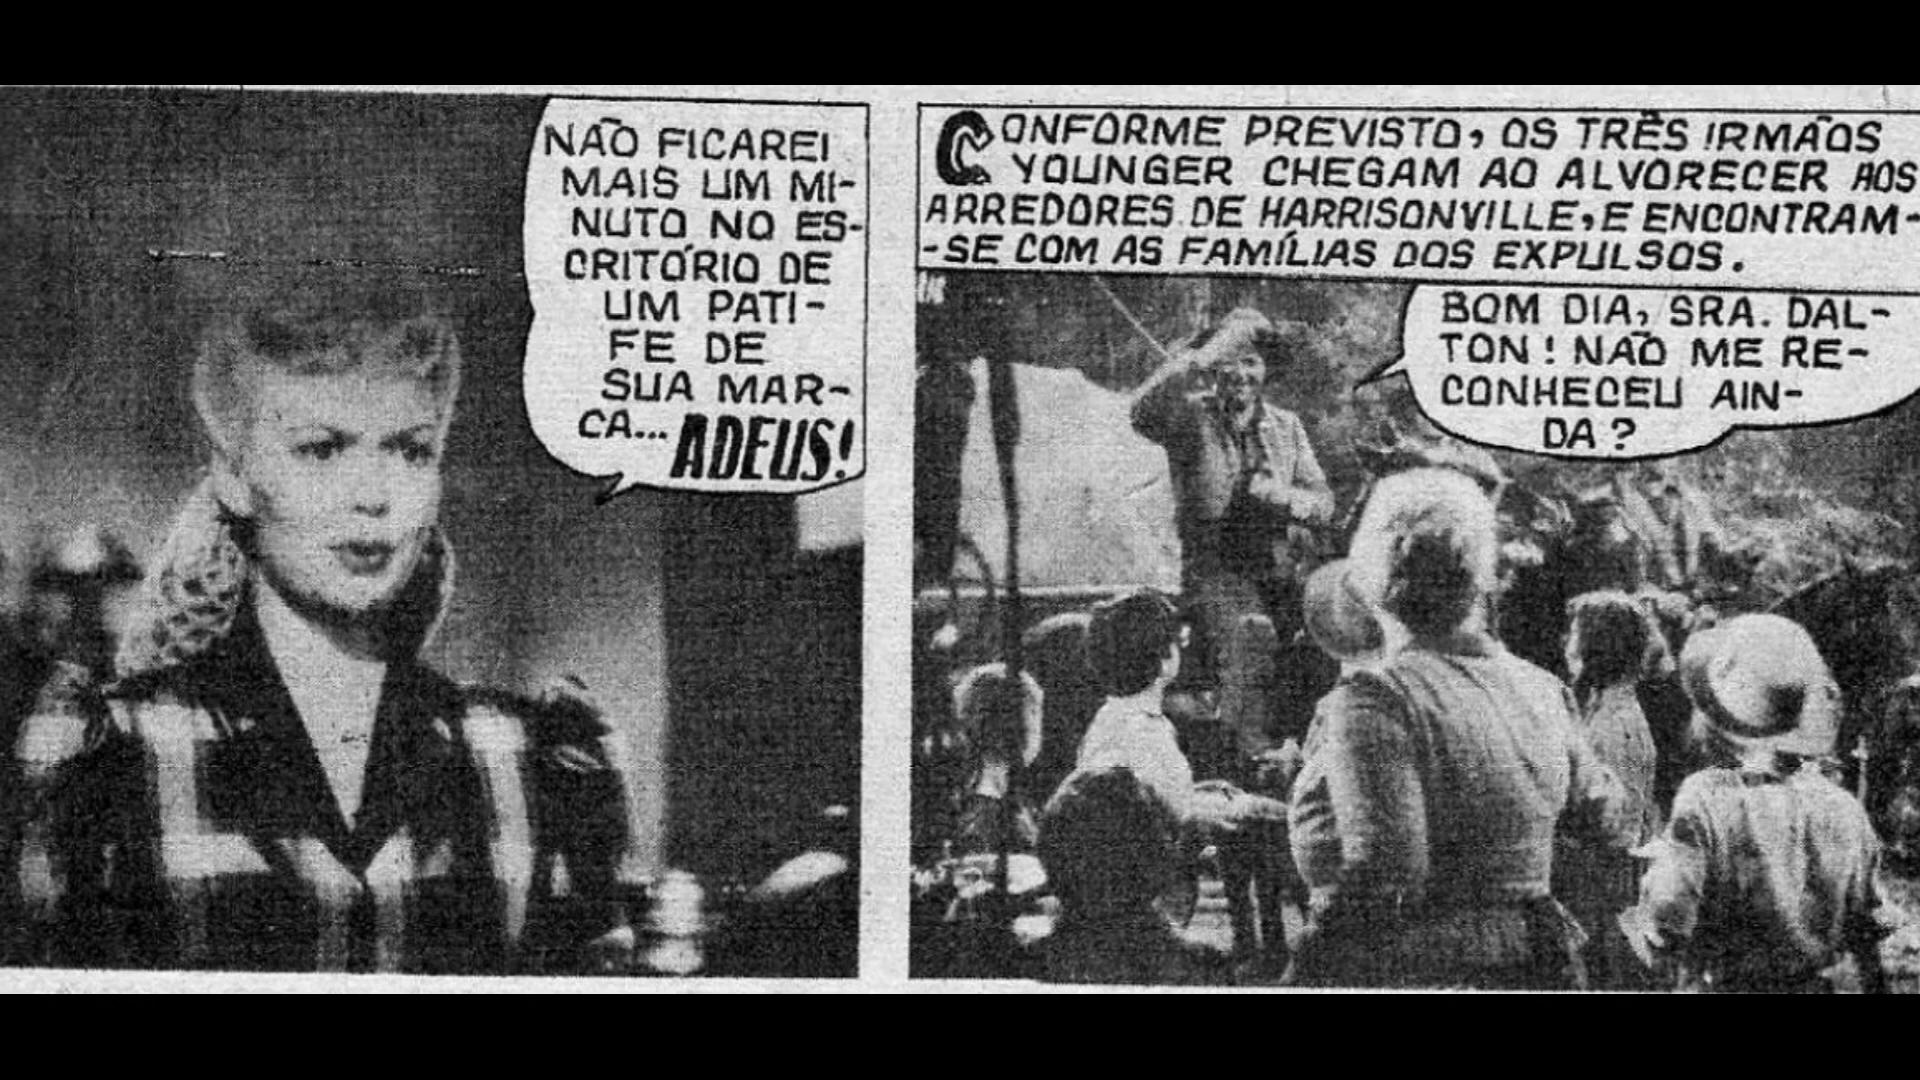 NÃO FICAREI
MAIS UM MI-
NUTO NO ES-
CRITÓRIO DE
UM PATI-
FE DE
SUA MAR-
CA... ADEUS!
CONFORME PREVISTO, OS TRÊS IRMÃOS
YOUNGER CHEGAM AO ALVORECER AOS
ARREDORES DE HARRISONVILLE, E ENCONTRAM-
-SE COM AS FAMÍLIAS DOS EXPULSOS.
BOM DIA, SRA. DAL-
TON! NÃO ME RE-
CONHECEU AIN-
DA?